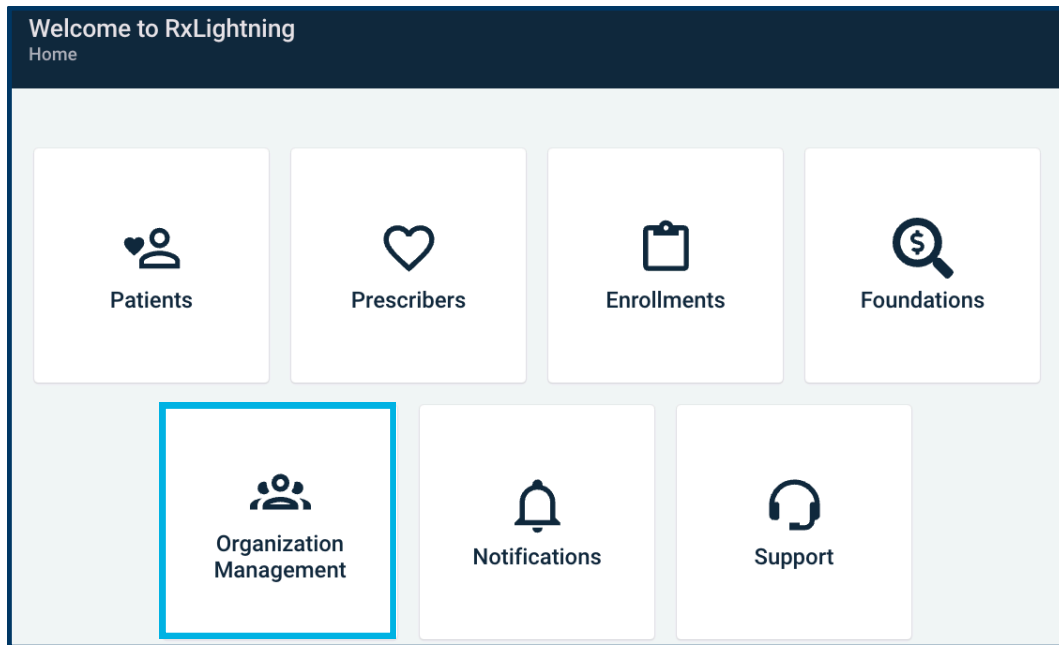 Welcome to RxLightning
Home
Patients
Prescribers
Enrollments
$
Foundations
Organization
Management
Notifications
Support